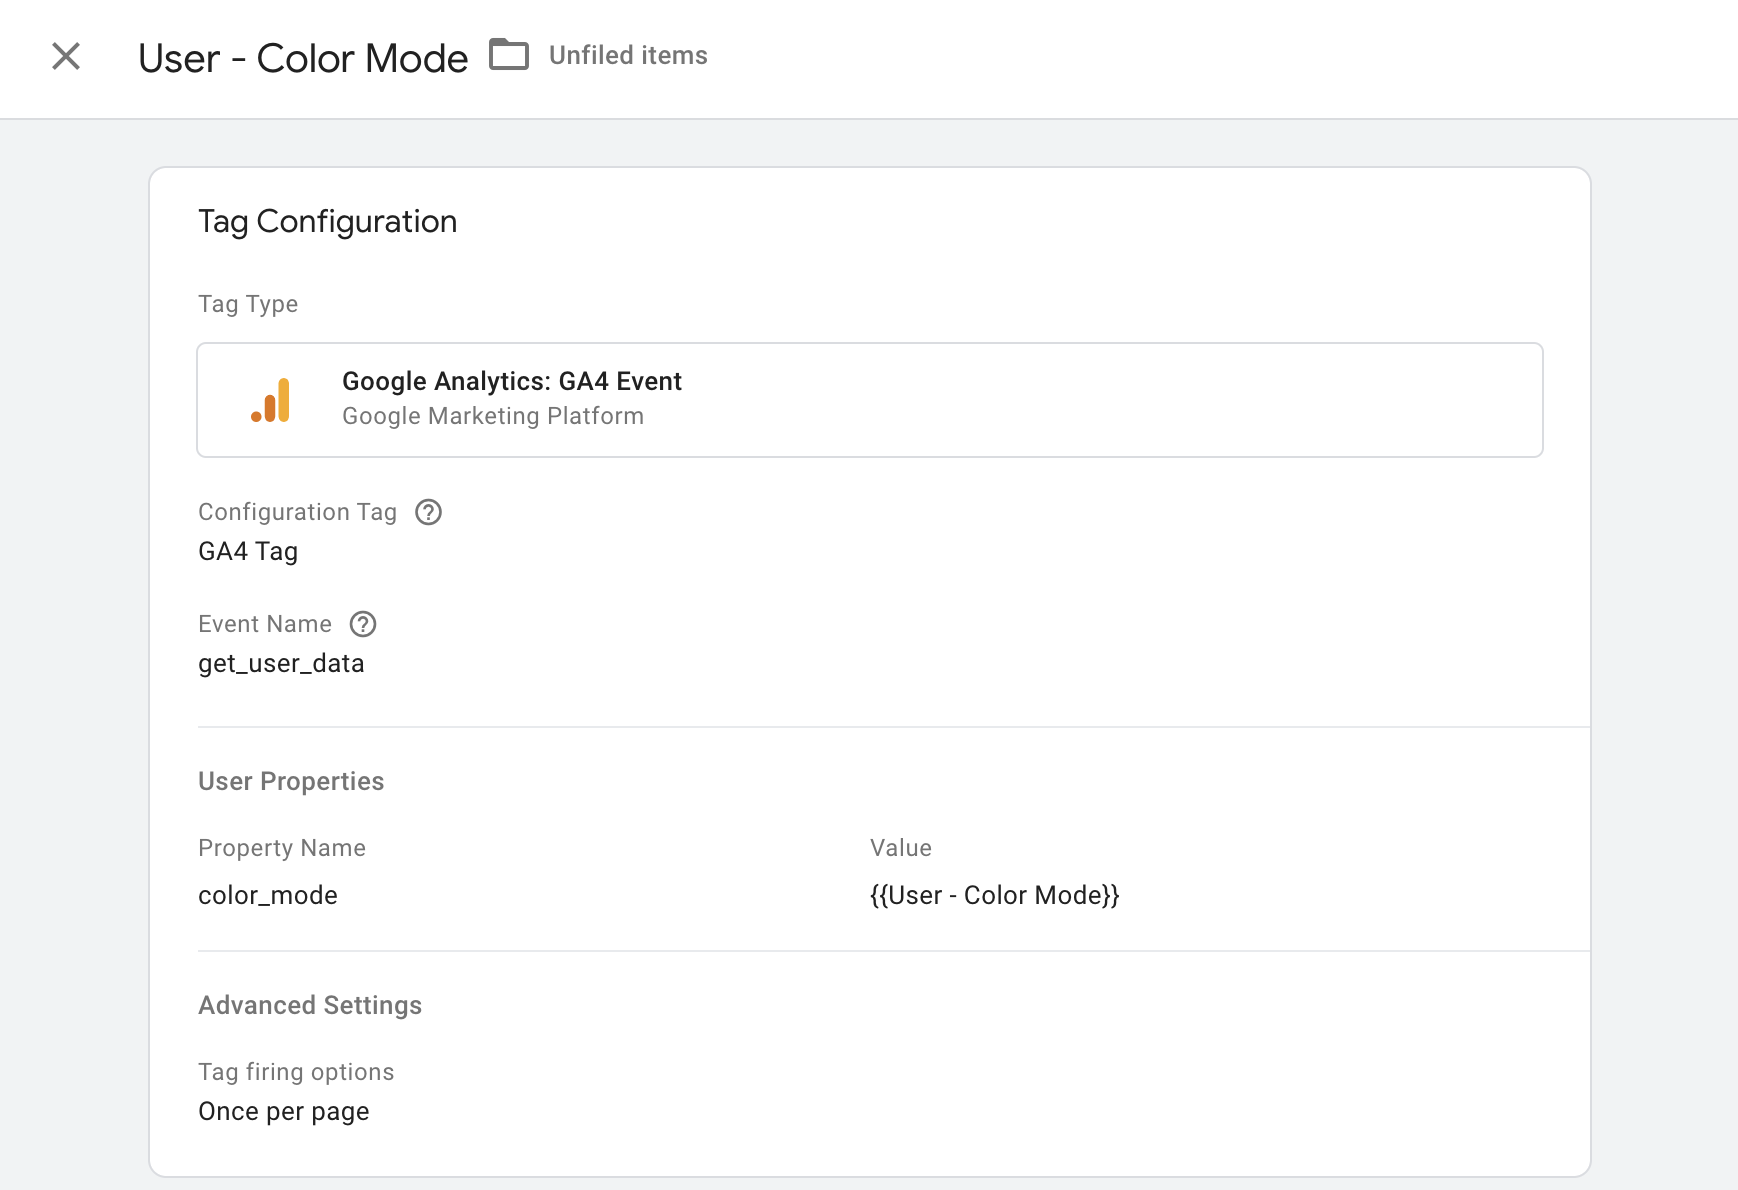 User - Color Mode
Unfiled items
Tag Configuration
Tag Type
Google Analytics: GA4 Event
Google Marketing Platform
Configuration Tag
GA4 Tag
Event Name
get_user_data
User Properties
Property Name Value
color_mode {{User - Color Mode}}
Advanced Settings
Tag firing options
Once per page